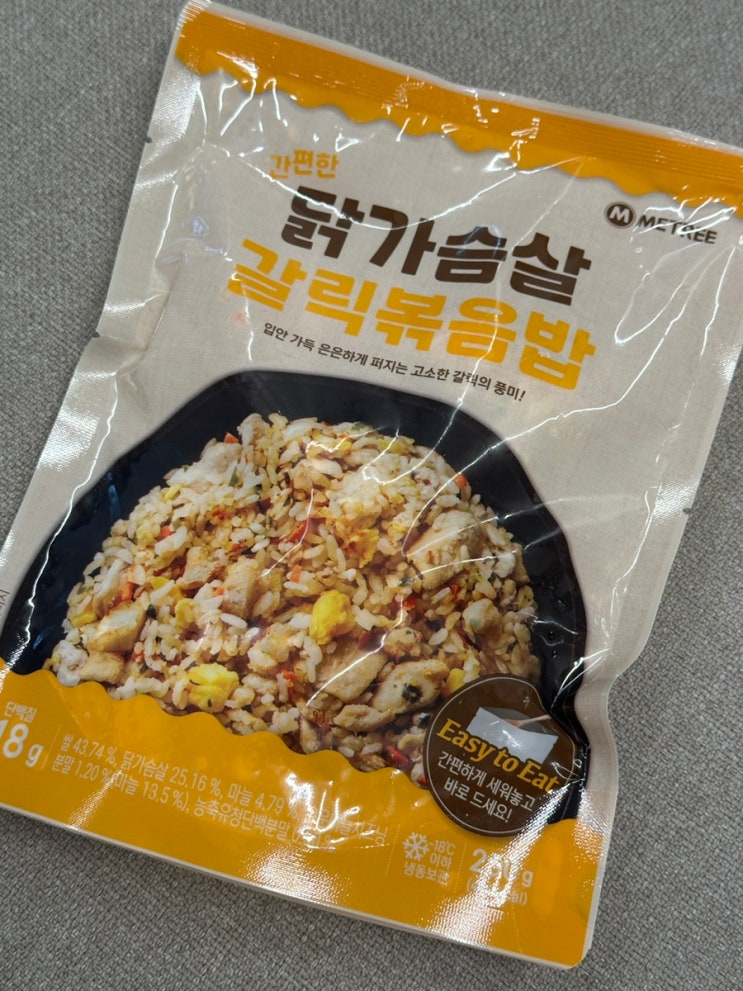 간편한
METREE
닭가슴살
갈릭볶음밥
입안 가득 은은하게 퍼지는 고소한 갈릭의 풍미!
Easy to Eat
간편하게 세워놓고
바로 드세요!
단백질
18 g
쌀 43.74 %, 닭가슴살 25.16 %, 마늘 4.79
분말 1.20 % (마늘 13.5 %), 농축유청단백분말
-18℃
이하
냉동보관